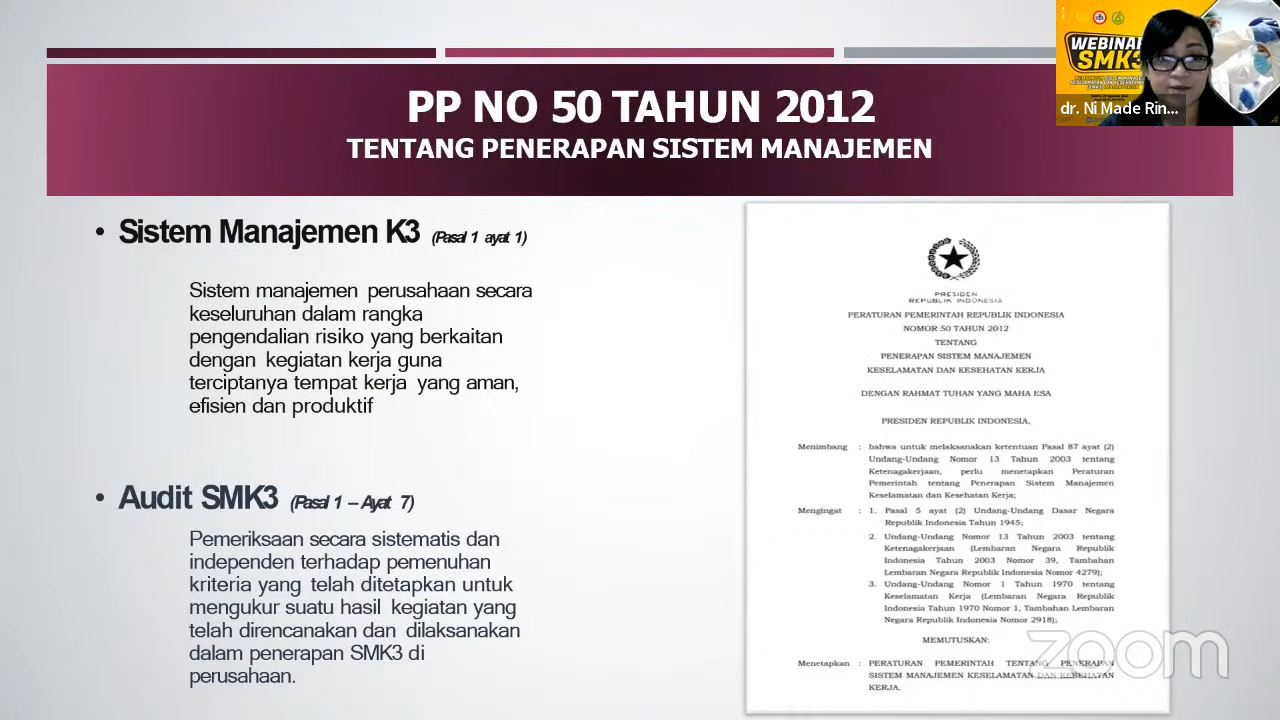 PP NO 50 TAHUN 2012
TENTANG PENERAPAN SISTEM MANAJEMEN
WEBINAR
SMK3
dr. Ni Made Rin...
• Sistem Manajemen K3 (Pasal 1 ayat 1)
Sistem manajemen perusahaan secara
keseluruhan dalam rangka
pengendalian risiko yang berkaitan
dengan kegiatan kerja guna
terciptanya tempat kerja yang aman,
efisien dan produktif
• Audit SMK3 (Pasal 1 – Ayat 7)
Pemeriksaan secara sistematis dan
independen terhadap pemenuhan
kriteria yang telah ditetapkan untuk
mengukur suatu hasil kegiatan yang
telah direncanakan dan dilaksanakan
dalam penerapan SMK3 di
perusahaan.
PRESIDEN
REPUBLIK INDONESIA
PERATURAN PEMERINTAH REPUBLIK INDONESIA
NOMOR 50 TAHUN 2012
TENTANG
PENERAPAN SISTEM MANAJEMEN
KESELAMATAN DAN KESEHATAN KERJA
DENGAN RAHMAT TUHAN YANG MAHA ESA
PRESIDEN REPUBLIK INDONESIA,
Menimbang : bahwa untuk melaksanakan ketentuan Pasal 87 ayat (2)
Undang-Undang Nomor 13 Tahun 2003 tentang
Ketenagakerjaan, perlu menetapkan Peraturan
Pemerintah tentang Penerapan Sistem Manajemen
Keselamatan dan Kesehatan Kerja;
Mengingat : 1. Pasal 5 ayat (2) Undang-Undang Dasar Negara
Republik Indonesia Tahun 1945;
2. Undang-Undang Nomor 13 Tahun 2003 tentang
Ketenagakerjaan (Lembaran Negara Republik
Indonesia Tahun 2003 Nomor 39, Tambahan
Lembaran Negara Republik Indonesia Nomor 4279);
3. Undang-Undang Nomor 1 Tahun 1970 tentang
Keselamatan Kerja (Lembaran Negara Republik
Indonesia Tahun 1970 Nomor 1, Tambahan Lembaran
Negara Republik Indonesia Nomor 2918);
MEMUTUSKAN:
Menetapkan : PERATURAN PEMERINTAH TENTANG PENERAPAN
SISTEM MANAJEMEN KESELAMATAN DAN KESEHATAN
KERJA.
zoom